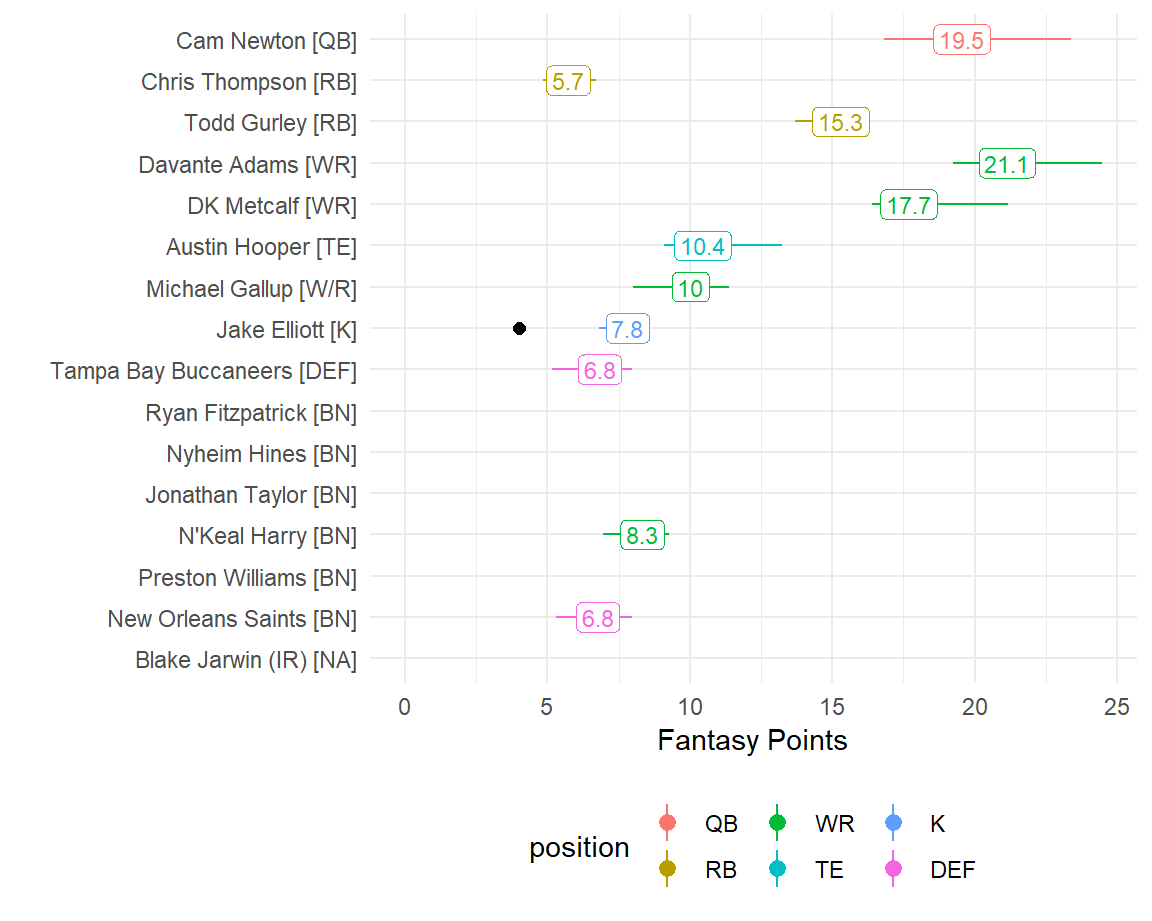 Cam Newton [QB] 19.5
Chris Thompson [RB] 5.7
Todd Gurley [RB] 15.3
Davante Adams [WR] 21.1
DK Metcalf [WR] 17.7
Austin Hooper [TE] 10.4
Michael Gallup [W/R] 10
Jake Elliott [K] 7.8
Tampa Bay Buccaneers [DEF] 6.8
Ryan Fitzpatrick [BN]
Nyheim Hines [BN]
Jonathan Taylor [BN]
N'Keal Harry [BN] 8.3
Preston Williams [BN]
New Orleans Saints [BN] 6.8
Blake Jarwin (IR) [NA]
0 5 10 15 20 25
Fantasy Points
position
QB WR K
RB TE DEF